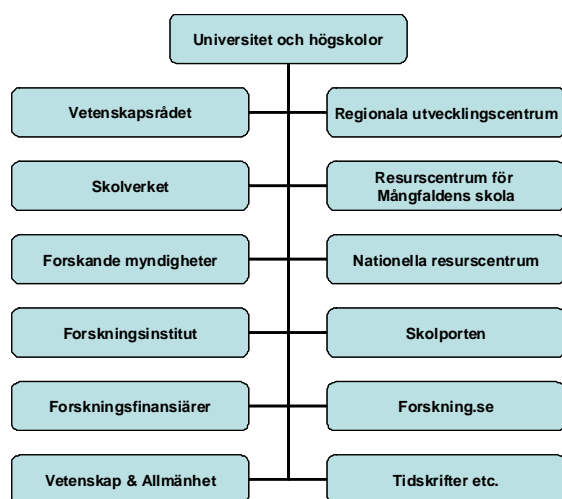 Universitet och högskolor
Vetenskapsrådet
Regionala utvecklingscentrum
Skolverket
Resurscentrum för
Mångfaldens skola
Forskande myndigheter
Nationella resurscentrum
Forskningsinstitut
Skolporten
Forskningsfinansiärer
Forskning.se
Vetenskap & Allmänhet
Tidskrifter etc.